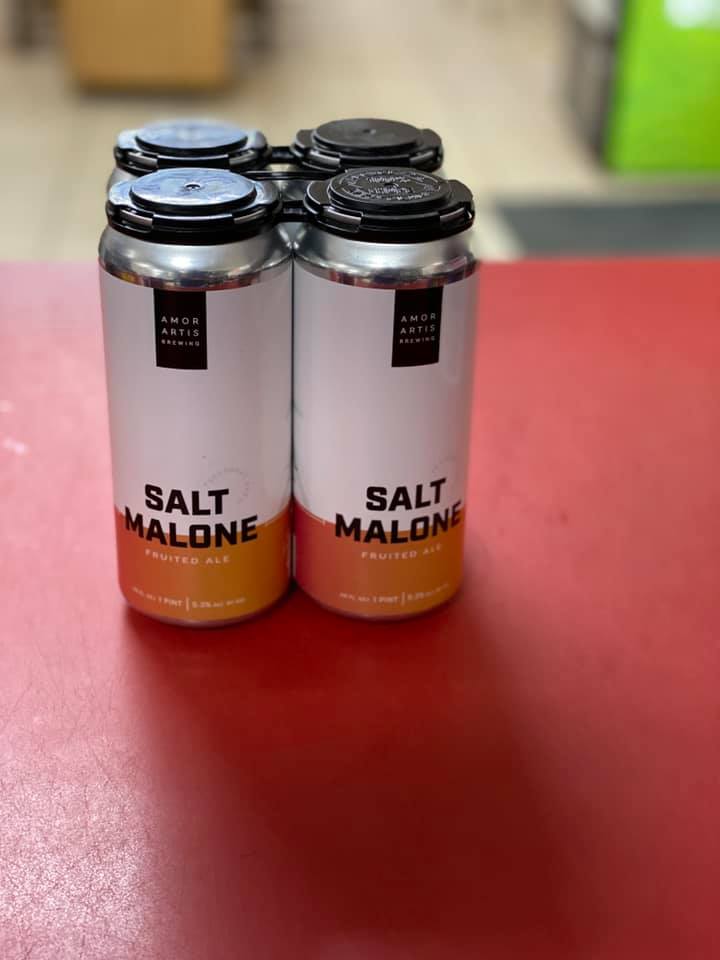 AMOR
ARTIS
BREWING
SALT
MALONE
FRUITED ALE
1 PINT
AMOR
ARTIS
BREWING
SALT
MALONE
FRUITED ALE
1 PINT